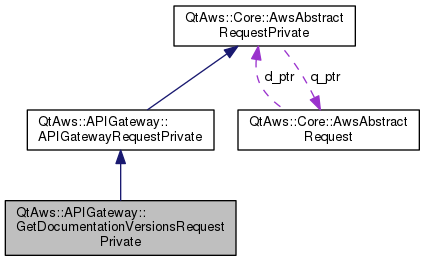 QtAws::Core::AwsAbstract
RequestPrivate
d_ptr
q_ptr
QtAws::APIGateway::
APIGatewayRequestPrivate
QtAws::Core::AwsAbstract
Request
QtAws::APIGateway::
GetDocumentationVersionsRequest
Private